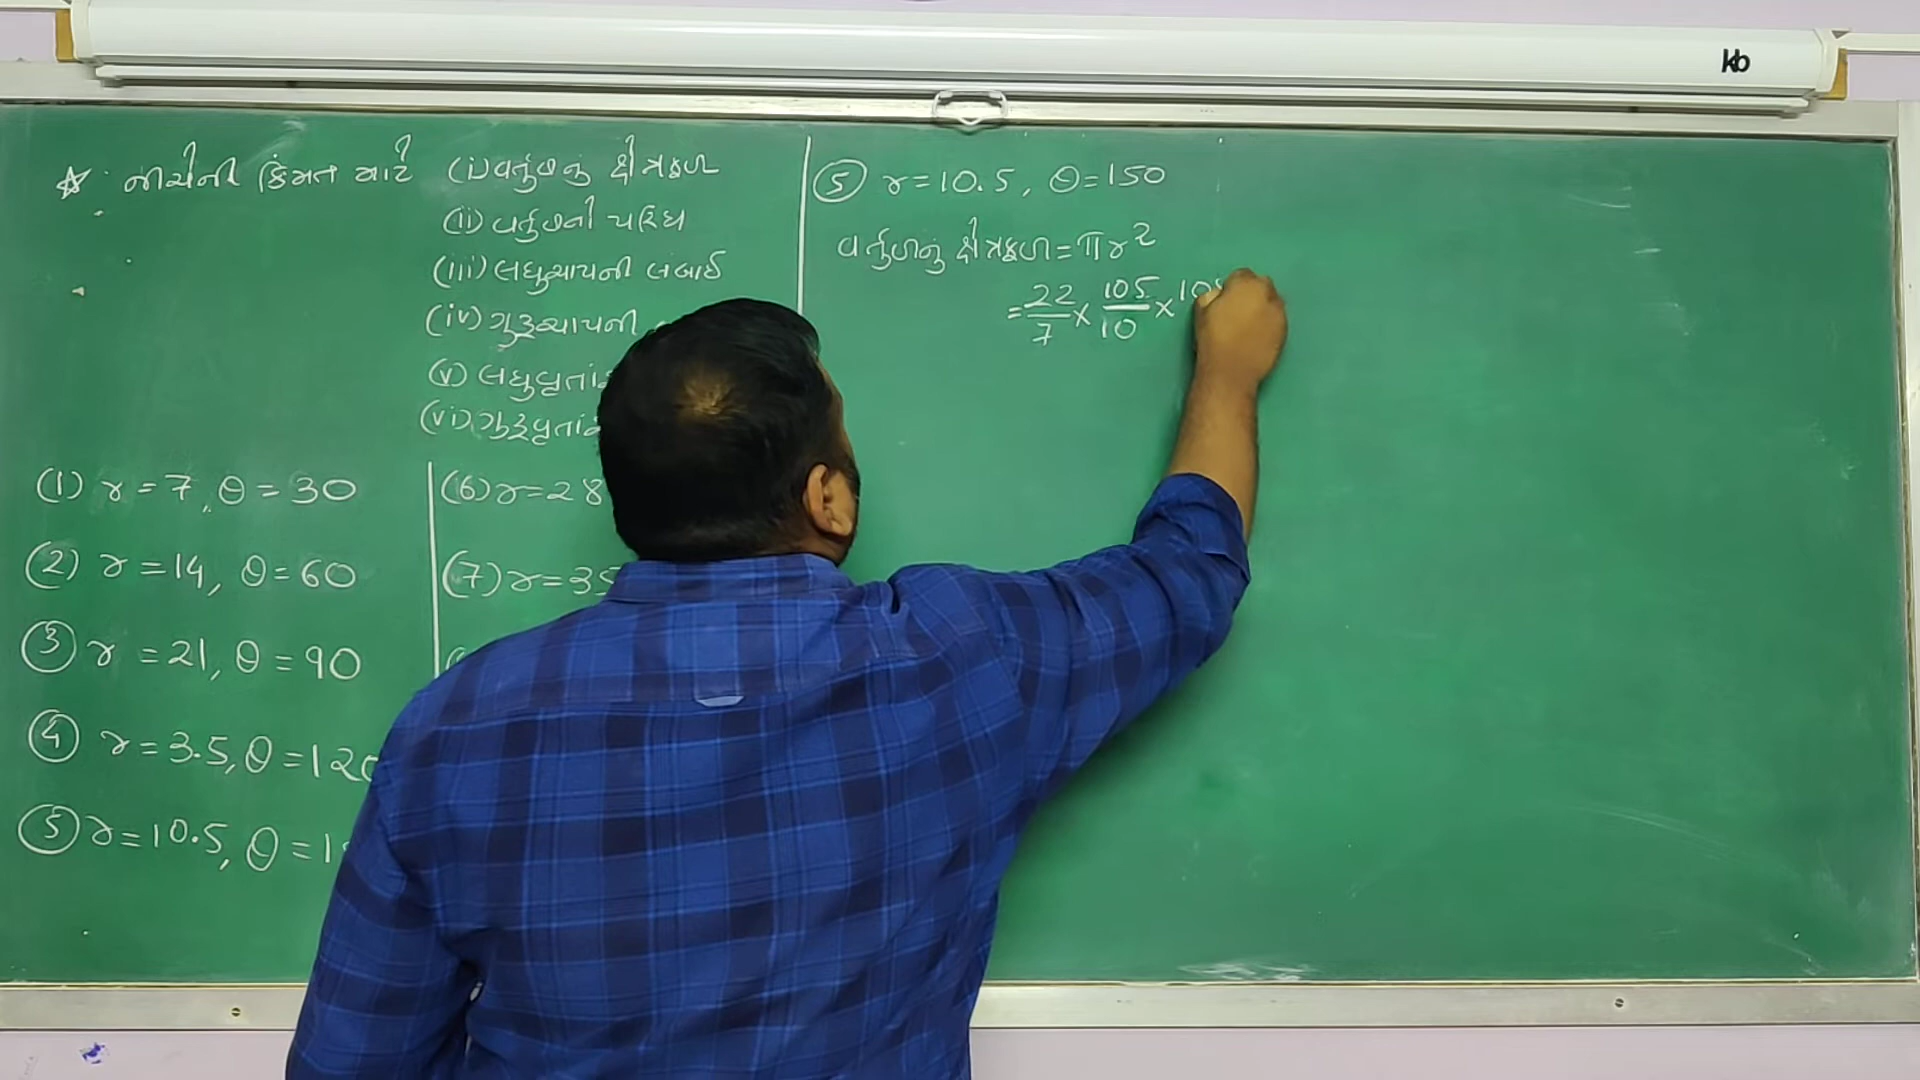 kb
☆ નીચેની કિંમત માટે (i) વર્તુળનું ક્ષેત્રફળ
(ii) વર્તુળનો પરિઘ
(iii) લઘુચાપની લંબાઈ
(iv) ગુરુચાપની
(v) લઘુવૃતાં
(vi) ગુરુવૃતાં
(1) r = 7, θ = 30
(2) r = 14, θ = 60
(3) r = 21, θ = 90
(4) r = 3.5, θ = 120
(5) r = 10.5, θ = 1
(6) r = 28
(7) r = 35
(5) r = 10.5, θ = 150
વર્તુળનું ક્ષેત્રફળ = πr²
= 22/7 × 105/10 × 10